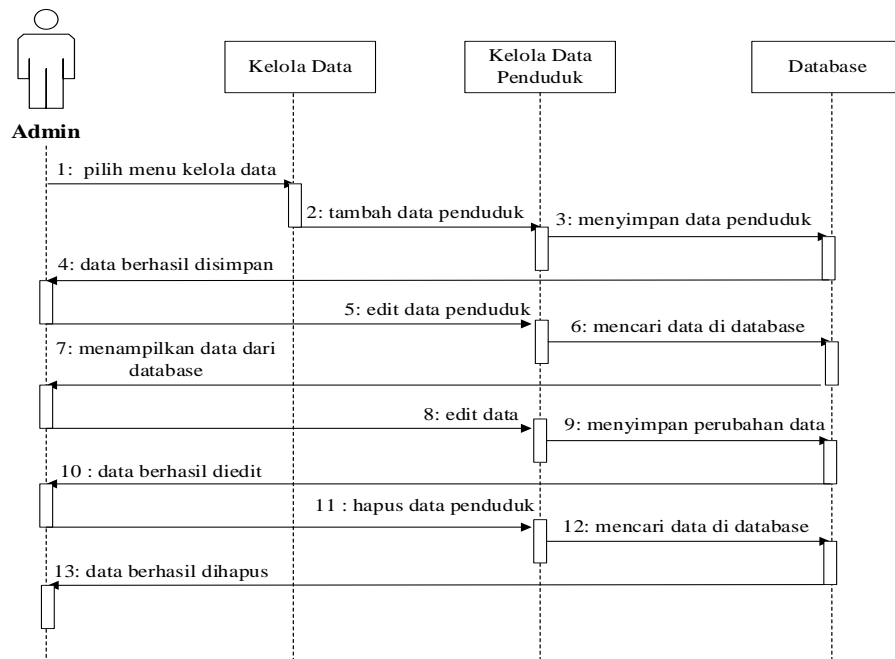 Kelola Data
Kelola Data
Penduduk
Database
Admin
1:  pilih menu kelola data
2: tambah data penduduk
3: menyimpan data penduduk
4: data berhasil disimpan
5: edit data penduduk
6: mencari data di database
7: menampilkan data dari
database
8: edit data
9: menyimpan perubahan data
10 : data berhasil diedit
11 : hapus data penduduk
12: mencari data di database
13: data berhasil dihapus